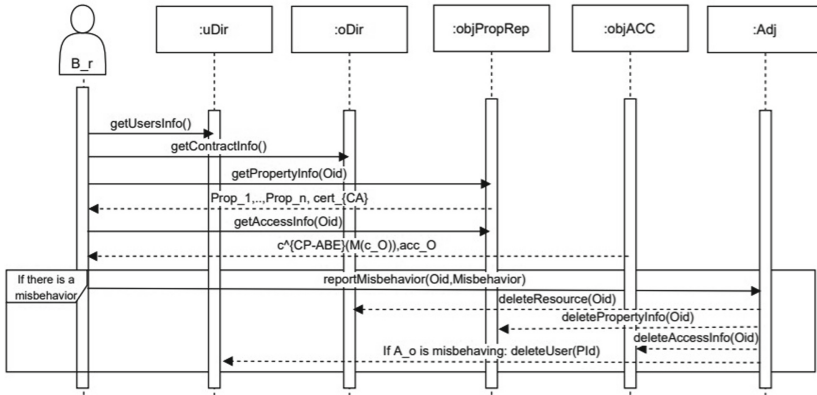 :uDir
:oDir
:objPropRep
:objACC
:Adj
B_r
getUsersInfo()
getContractInfo()
getPropertyInfo(Oid)
Prop_1,..,Prop_n, cert_{CA}
getAccessInfo(Oid)
c^{CP-ABE}(M(c_O)),acc_O
If there is a
misbehavior
reportMisbehavior(Oid,Misbehavior)
deleteResource(Oid)
deletePropertyInfo(Oid)
deleteAccessInfo(Oid)
If A_o is misbehaving: deleteUser(PId)